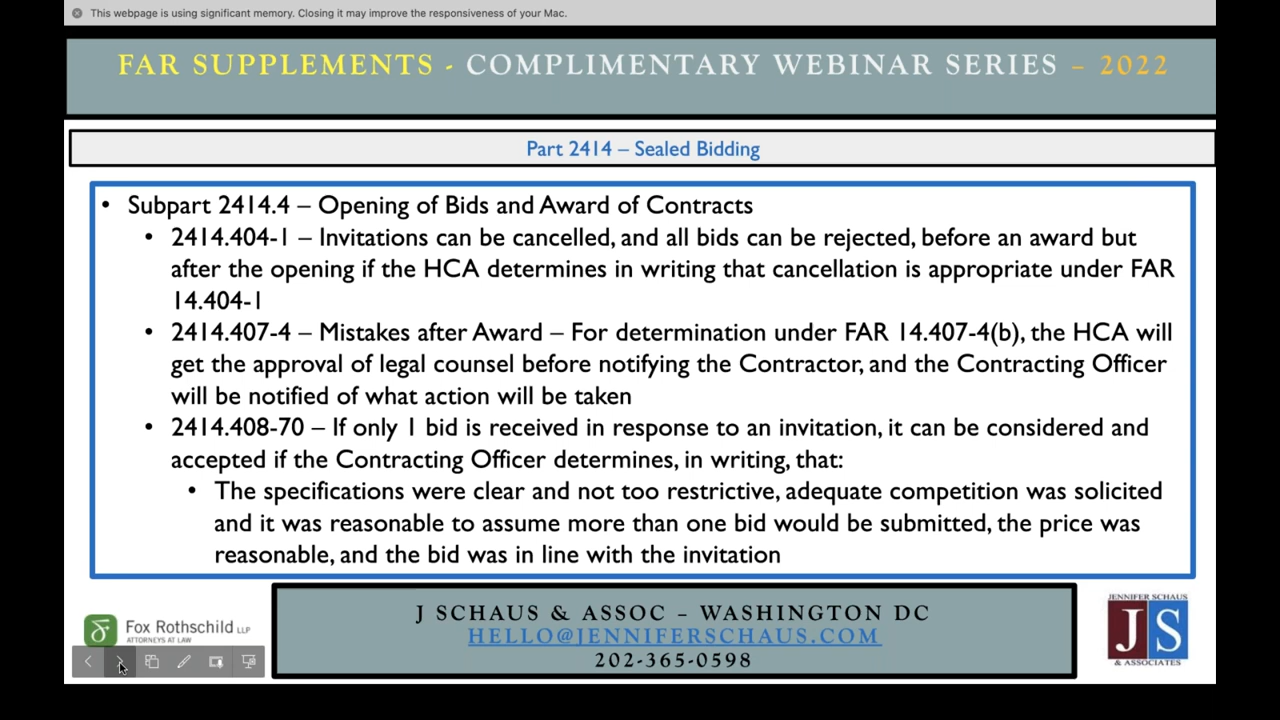 This webpage is using significant memory. Closing it may improve the responsiveness of your Mac.
FAR SUPPLEMENTS - COMPLIMENTARY WEBINAR SERIES – 2022
Part 2414 – Sealed Bidding
• Subpart 2414.4 – Opening of Bids and Award of Contracts
• 2414.404-1 – Invitations can be cancelled, and all bids can be rejected, before an award but
after the opening if the HCA determines in writing that cancellation is appropriate under FAR
14.404-1
• 2414.407-4 – Mistakes after Award – For determination under FAR 14.407-4(b), the HCA will
get the approval of legal counsel before notifying the Contractor, and the Contracting Officer
will be notified of what action will be taken
• 2414.408-70 – If only 1 bid is received in response to an invitation, it can be considered and
accepted if the Contracting Officer determines, in writing, that:
• The specifications were clear and not too restrictive, adequate competition was solicited
and it was reasonable to assume more than one bid would be submitted, the price was
reasonable, and the bid was in line with the invitation
Fox Rothschild LLP
ATTORNEYS AT LAW
J SCHAUS & ASSOC – WASHINGTON DC
HELLO@JENNIFERSCHAUS.COM
202-365-0598
JENNIFER SCHAUS
JS
& ASSOCIATES